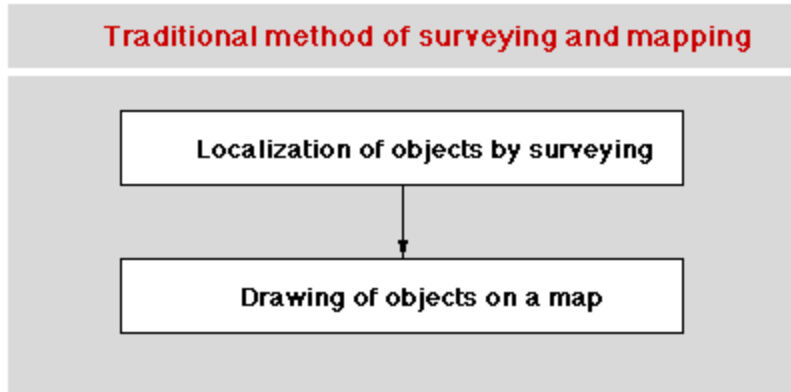 Traditional method of surveying and mapping
Localization of objects by surveying
Drawing of objects on a map